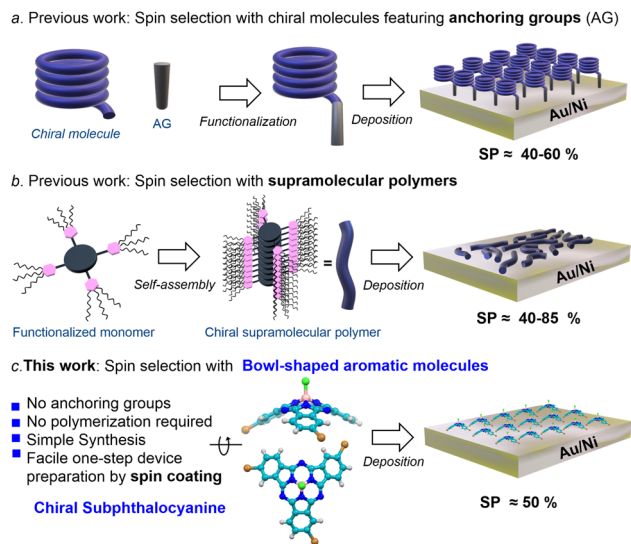 a. Previous work: Spin selection with chiral molecules featuring anchoring groups (AG)
Chiral molecule
AG
Functionalization
Deposition
Au/Ni
SP ≈ 40-60 %
b. Previous work: Spin selection with supramolecular polymers
Self-assembly
=
Deposition
Au/Ni
Functionalized monomer
Chiral supramolecular polymer
SP ≈ 40-85 %
c. This work: Spin selection with Bowl-shaped aromatic molecules
No anchoring groups
No polymerization required
Simple Synthesis
Facile one-step device
preparation by spin coating
Chiral Subphthalocyanine
Deposition
Au/Ni
SP ≈ 50 %